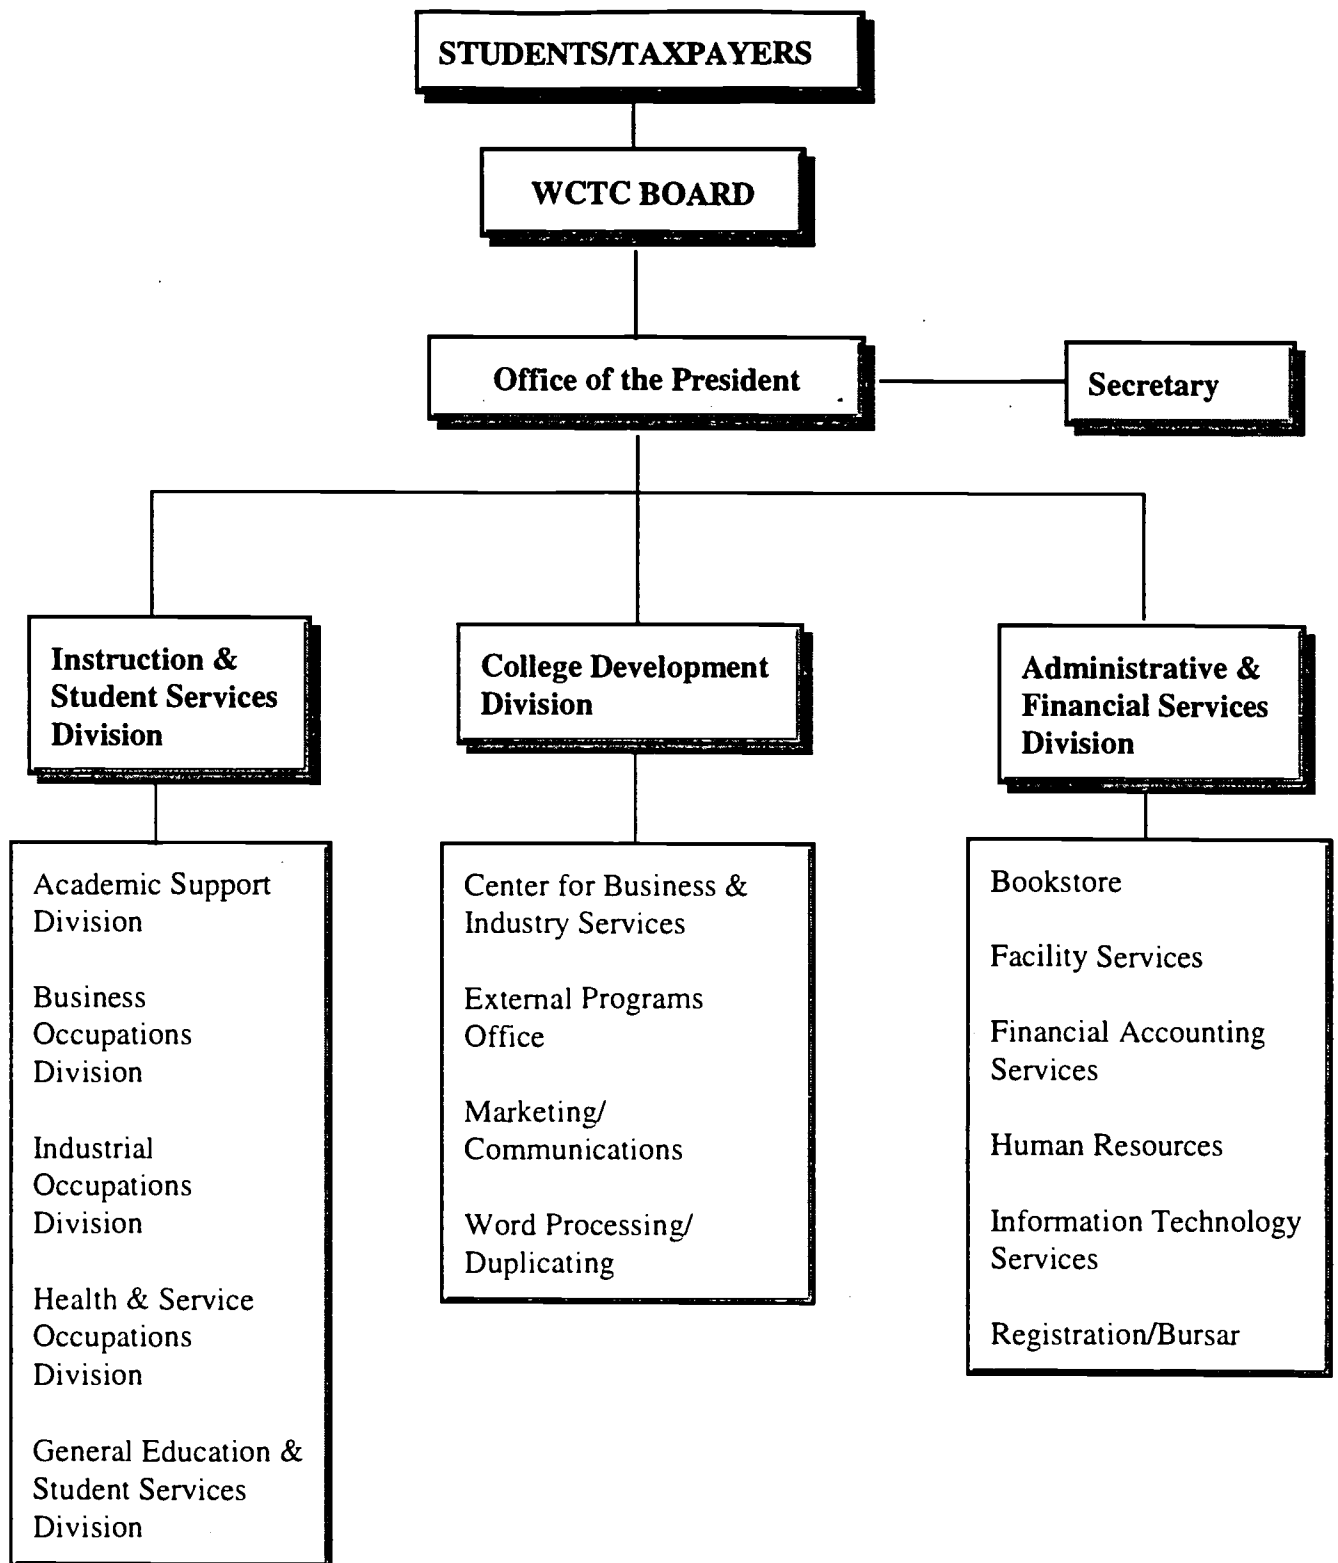 STUDENTS/TAXPAYERS
WCTC BOARD
Office of the President
Secretary
Instruction &
Student Services
Division
College Development
Division
Administrative &
Financial Services
Division
Academic Support
Division
Business
Occupations
Division
Industrial
Occupations
Division
Health & Service
Occupations
Division
General Education &
Student Services
Division
Center for Business &
Industry Services
External Programs
Office
Marketing/
Communications
Word Processing/
Duplicating
Bookstore
Facility Services
Financial Accounting
Services
Human Resources
Information Technology
Services
Registration/Bursar